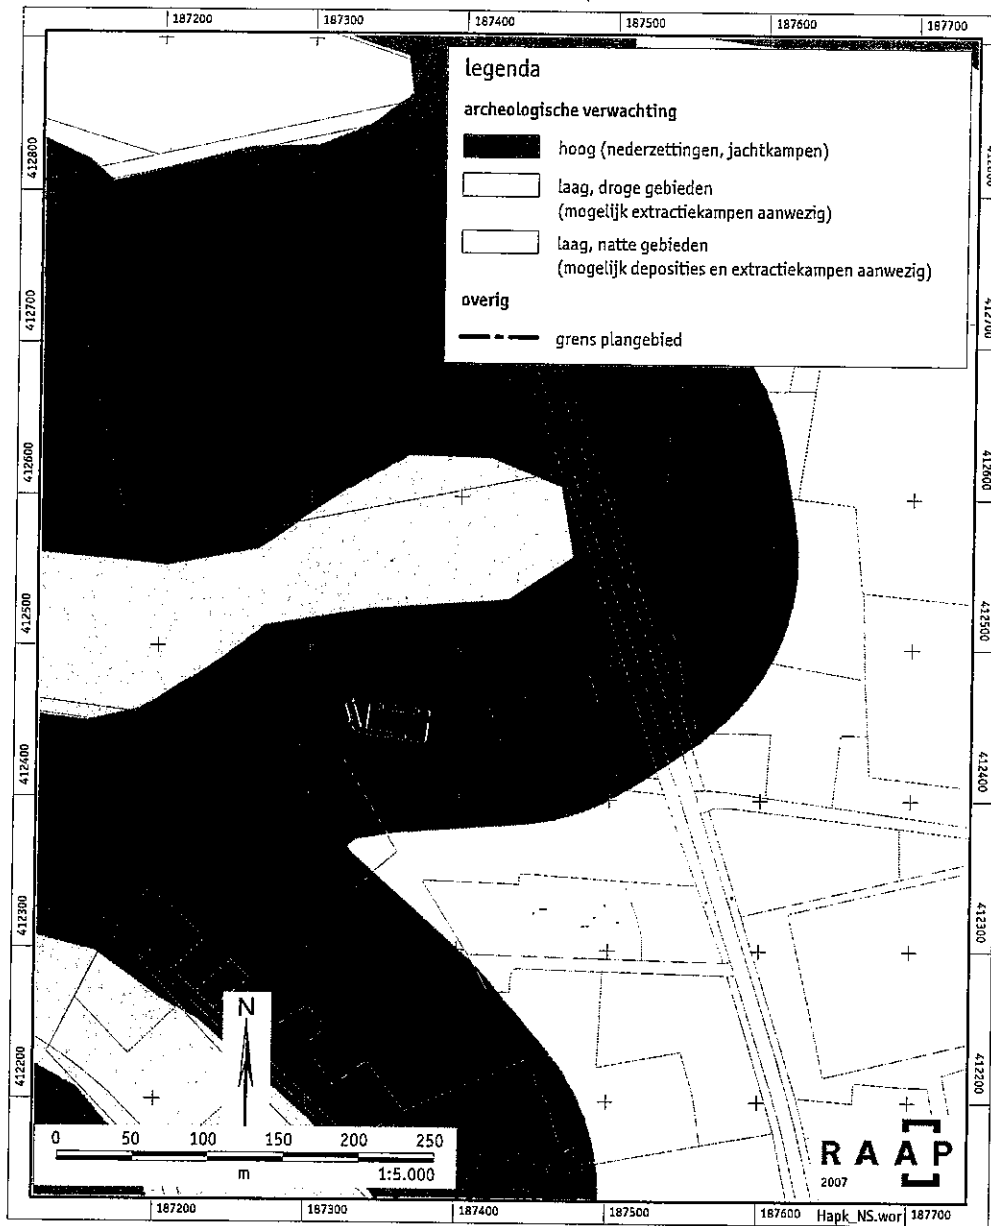 187200 187300 187400 187500 187600 187700
legenda
archeologische verwachting
hoog (nederzettingen, jachtkampen)
laag, droge gebieden
(mogelijk extractiekampen aanwezig)
laag, natte gebieden
(mogelijk deposities en extractiekampen aanwezig)
overig
grens plangebied
412800
412700
412600
412500
412400
412300
412200
412700
412600
412500
412400
412300
412200
N
0 50 100 150 200 250
m 1:5.000
RAAP
2007
Hapk_NS.wor
187200 187300 187400 187500 187600 187700